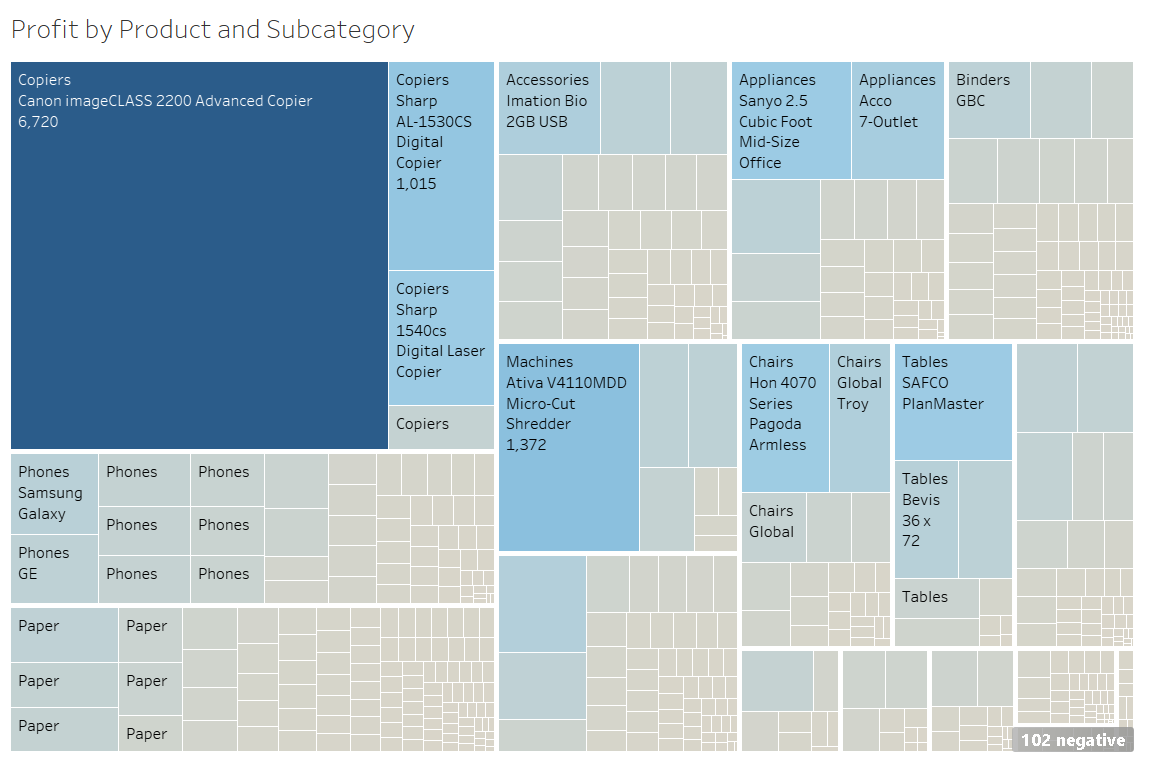 Profit by Product and Subcategory
Copiers
Canon imageCLASS 2200 Advanced Copier
6,720
Copiers
Sharp
AL-1530CS
Digital
Copier
1,015
Copiers
Sharp
1540cs
Digital Laser
Copier
Copiers
Phones
Samsung
Galaxy
Phones
GE
Phones
Phones
Phones
Phones
Phones
Phones
Paper
Paper
Paper
Paper
Paper
Paper
Accessories
Imation Bio
2GB USB
Machines
Ativa V4110MDD
Micro-Cut
Shredder
1,372
Appliances
Sanyo 2.5
Cubic Foot
Mid-Size
Office
Appliances
Acco
7-Outlet
Binders
GBC
Chairs
Hon 4070
Series
Pagoda
Armless
Chairs
Global
Troy
Chairs
Global
Tables
SAFCO
PlanMaster
Tables
Bevis
36 x
72
Tables
102 negative